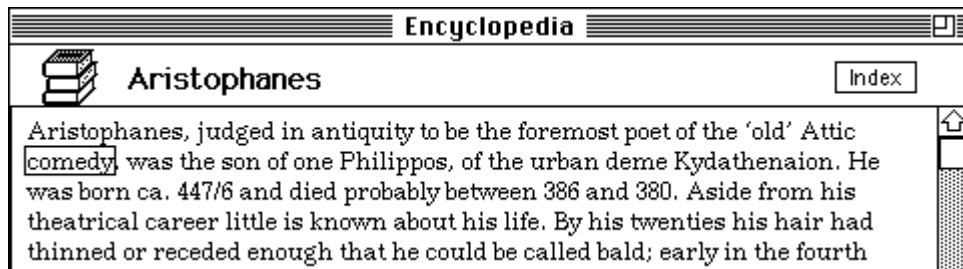 Encyclopedia
Aristophanes
Index
Aristophanes, judged in antiquity to be the foremost poet of the ‘old’ Attic
comedy, was the son of one Philippos, of the urban deme Kydathenaion. He
was born ca. 447/6 and died probably between 386 and 380. Aside from his
theatrical career little is known about his life. By his twenties his hair had
thinned or receded enough that he could be called bald; early in the fourth